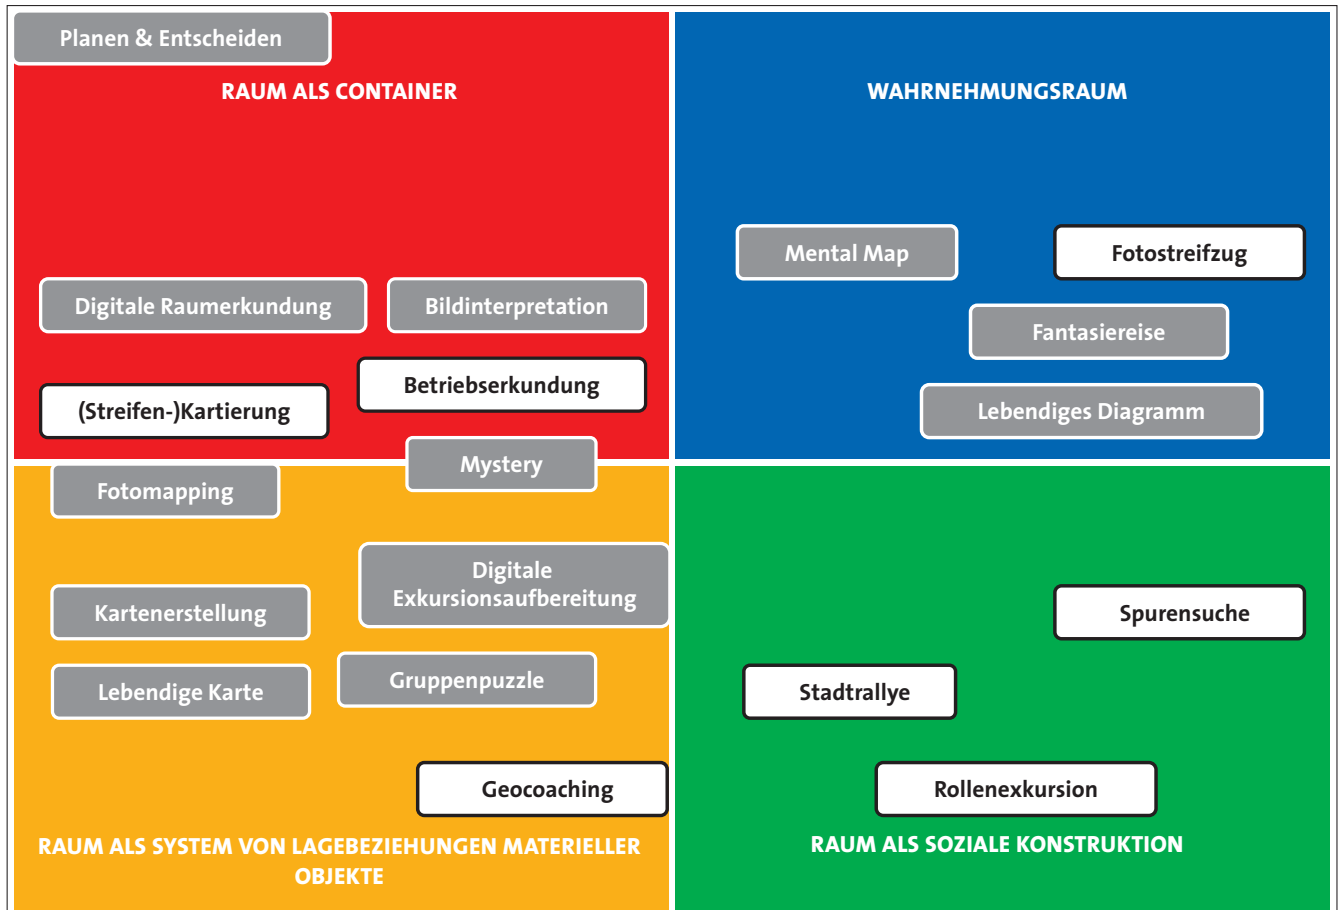 Planen & Entscheiden
RAUM ALS CONTAINER
Digitale Raumerkundung
Bildinterpretation
Betriebserkundung
(Streifen-)Kartierung
Mystery
WAHRNEHMUNGSRAUM
Mental Map
Fotostreifzug
Fantasiereise
Lebendiges Diagramm
Fotomapping
Digitale
Exkursionsaufbereitung
Kartenerstellung
Lebendige Karte
Gruppenpuzzle
Geocoaching
RAUM ALS SYSTEM VON LAGEBEZIEHUNGEN MATERIELLER
OBJEKTE
Spurensuche
Stadtrallye
Rollenexkursion
RAUM ALS SOZIALE KONSTRUKTION